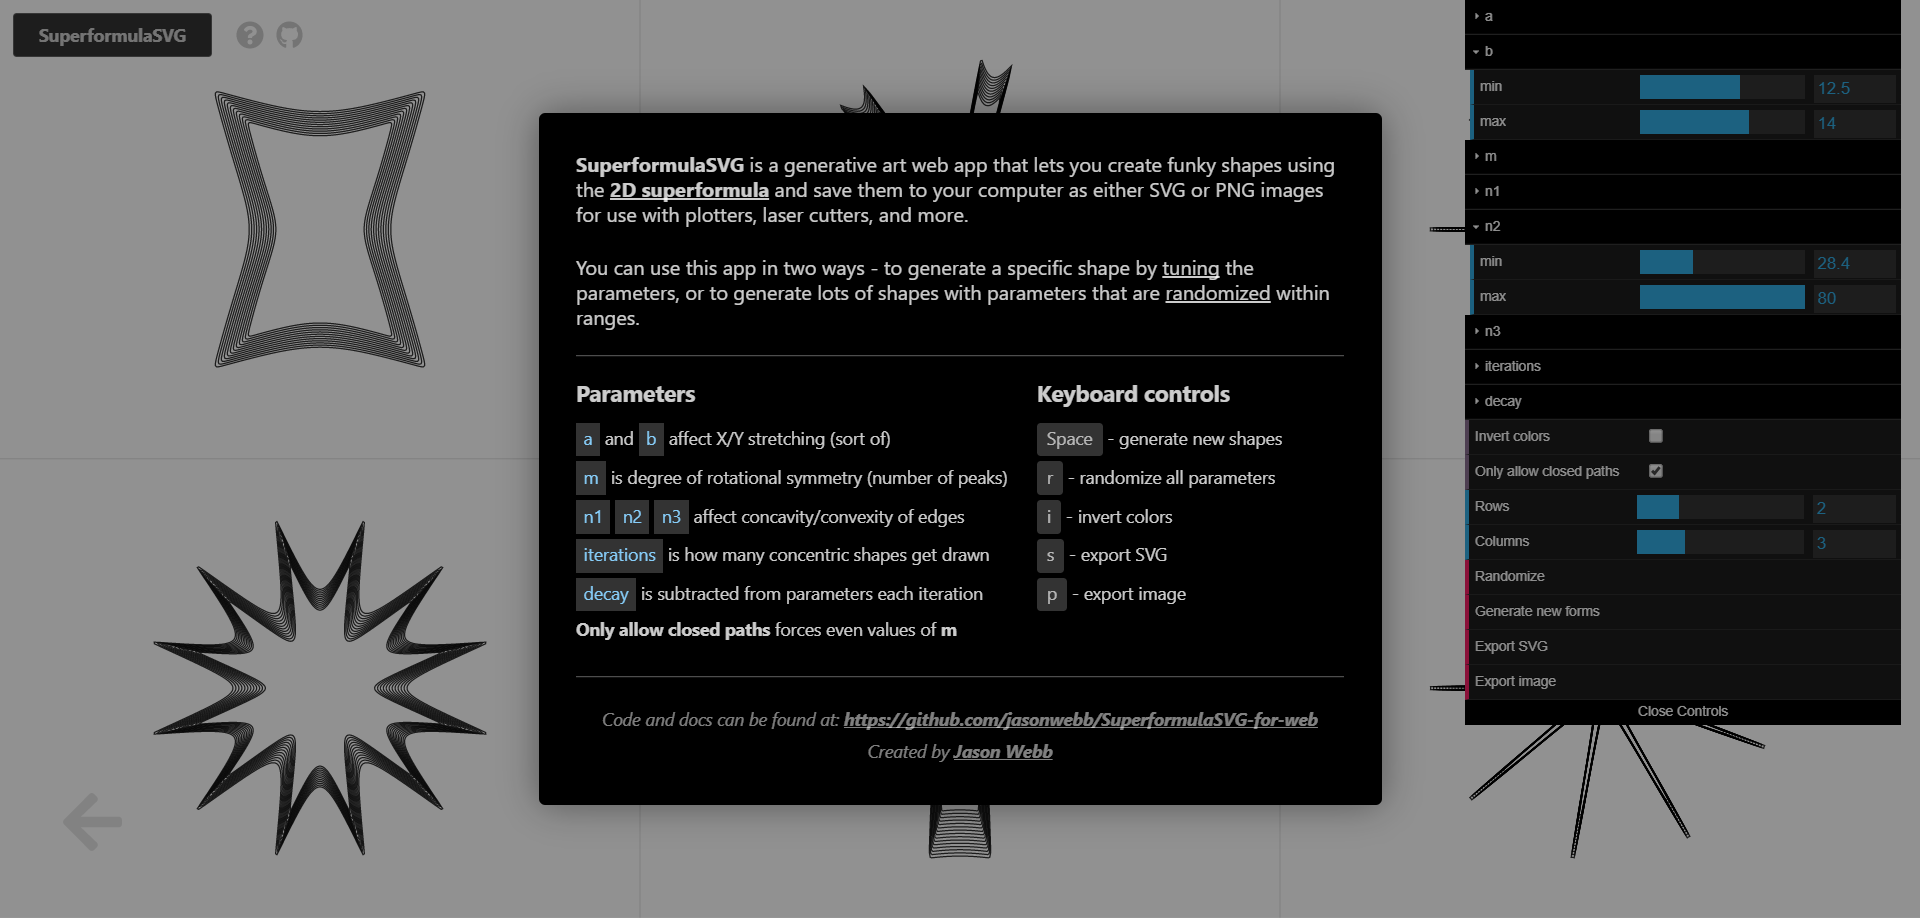 SuperformulaSVG
SuperformulaSVG is a generative art web app that lets you create funky shapes using
the 2D superformula and save them to your computer as either SVG or PNG images
for use with plotters, laser cutters, and more.
You can use this app in two ways - to generate a specific shape by tuning the
parameters, or to generate lots of shapes with parameters that are randomized within
ranges.
Parameters
a and b affect X/Y stretching (sort of)
m is degree of rotational symmetry (number of peaks)
n1 n2 n3 affect concavity/convexity of edges
iterations is how many concentric shapes get drawn
decay is subtracted from parameters each iteration
Only allow closed paths forces even values of m
Keyboard controls
Space - generate new shapes
r - randomize all parameters
i - invert colors
s - export SVG
p - export image
Code and docs can be found at: https://github.com/jasonwebb/SuperformulaSVG-for-web
Created by Jason Webb
a
b
min 12.5
max 14
m
n1
n2
min 28.4
max 80
n3
iterations
decay
Invert colors
Only allow closed paths
Rows 2
Columns 3
Randomize
Generate new forms
Export SVG
Export image
Close Controls